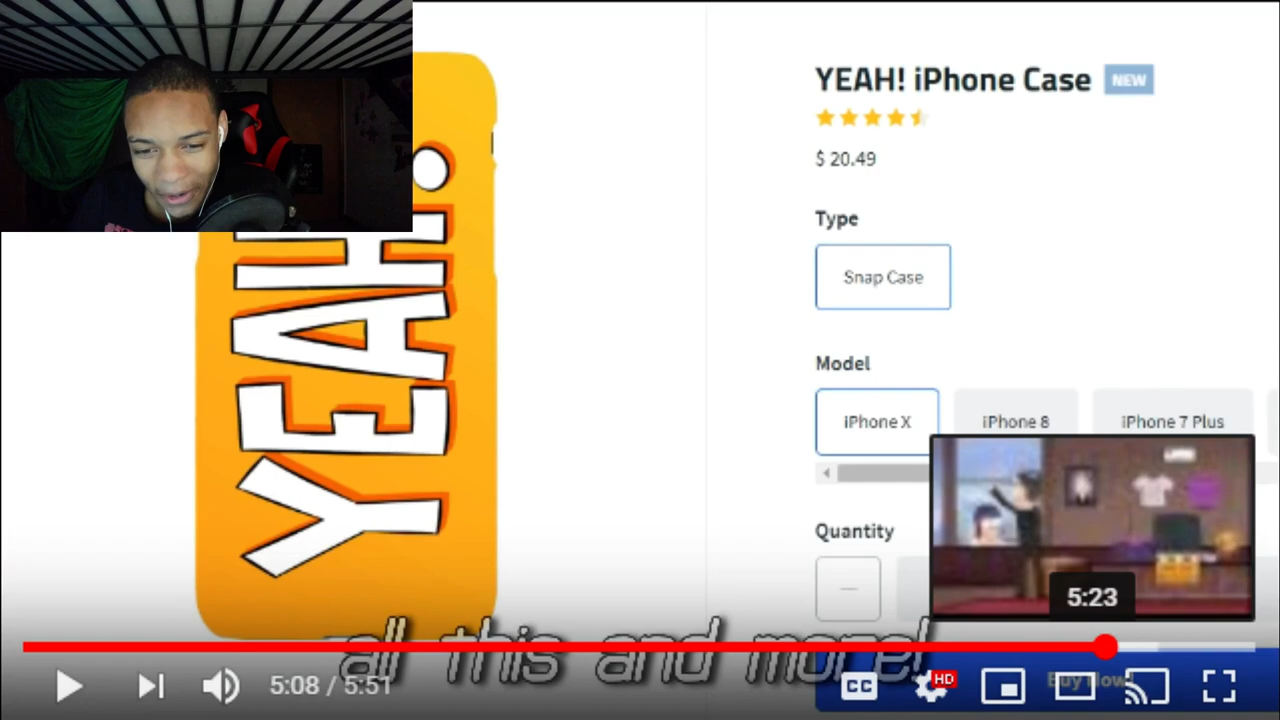 YEAH!
YEAH! iPhone Case NEW
$ 20.49
Type
Snap Case
Model
iPhone X iPhone 8 iPhone 7 Plus
Quantity
5:23
all this and more!
5:08 / 5:51
CC HD Buy Now!